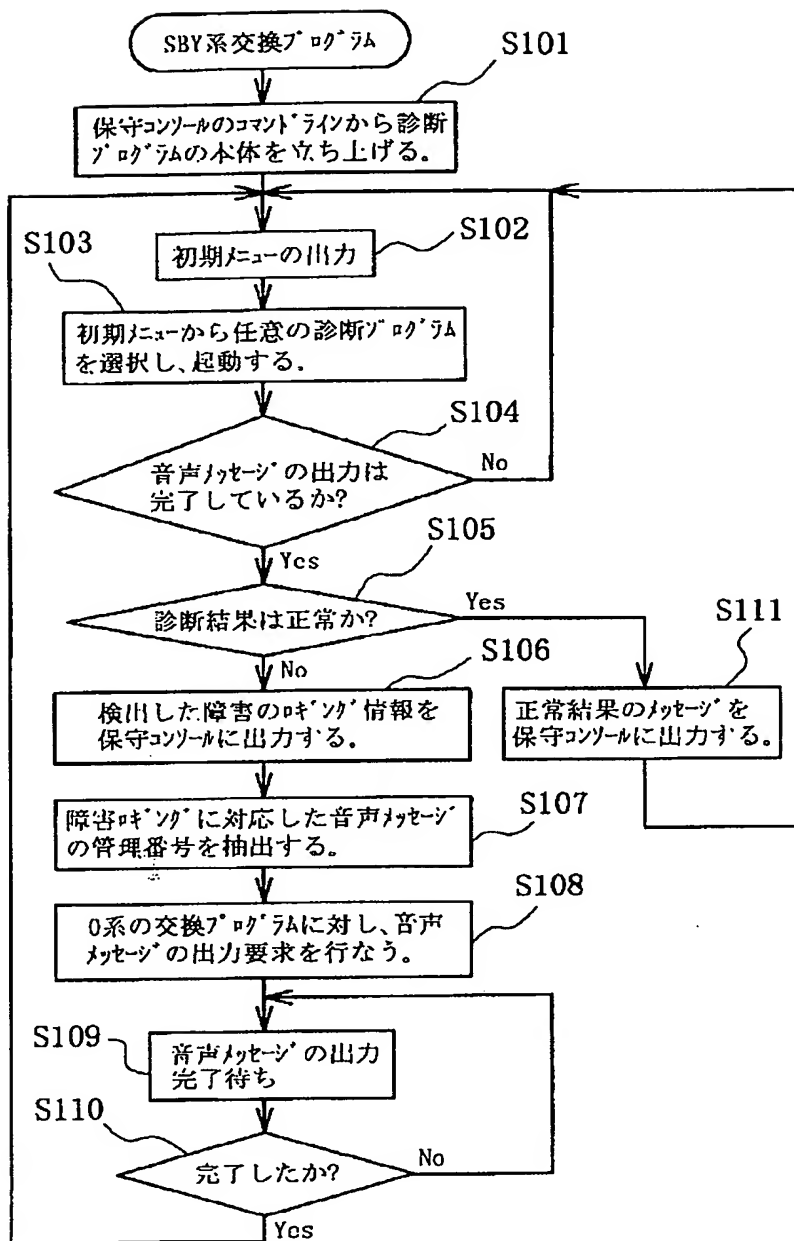 SBY系交換プログラム
S101
保守コンソールのコマンドラインから診断
プログラムの本体を立ち上げる。
S102
初期メニューの出力
S103
初期メニューから任意の診断プログラム
を選択し、起動する。
S104
音声メッセージの出力は
完了しているか?
No
Yes
S105
診断結果は正常か?
Yes
No
S106
検出した障害のロギング情報を
保守コンソールに出力する。
S111
正常結果のメッセージを
保守コンソールに出力する。
障害ロギングに対応した音声メッセージ
の管理番号を抽出する。
S107
0系の交換プログラムに対し、音声
メッセージの出力要求を行なう。
S108
S109
音声メッセージの出力
完了待ち
S110
完了したか?
No
Yes